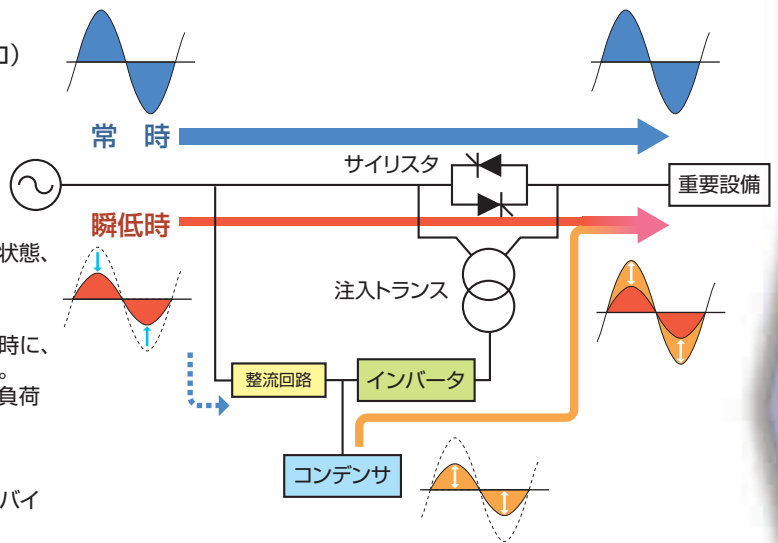 コ）
常　時
サイリスタ
重要設備
瞬低時
状態、
注入トランス
時に、
。
負荷
整流回路
インバータ
コンデンサ
バイ